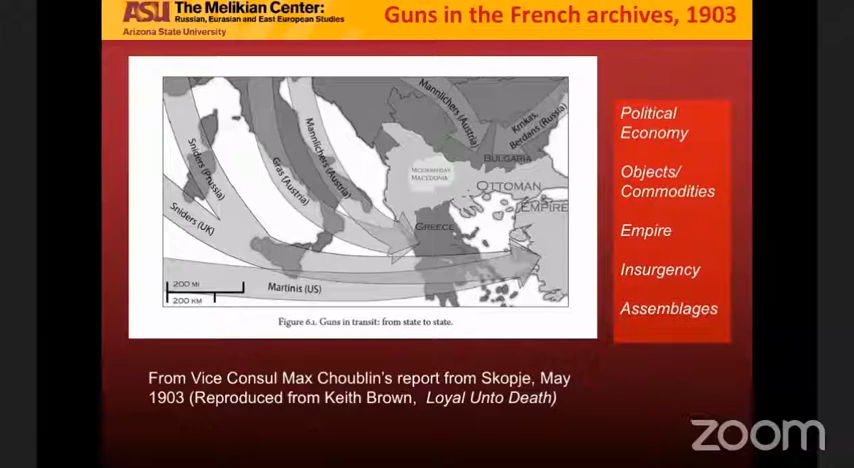 ASU The Melikian Center:
Russian, Eurasian and East European Studies
Arizona State University
Guns in the French archives, 1903
Mannlichers (Austria)
Krnkas,
Berdans (Russia)
Sniders (Prussia)
Gras (Austria)
Mannlichers (Austria)
BULGARIA
MODERN-DAY
MACEDONIA
OTTOMAN
EMPIRE
Sniders (UK)
GREECE
200 MI
200 KM
Martinis (US)
Figure 6.1. Guns in transit: from state to state.
Political
Economy
Objects/
Commodities
Empire
Insurgency
Assemblages
From Vice Consul Max Choublin's report from Skopje, May
1903 (Reproduced from Keith Brown, Loyal Unto Death)
zoom